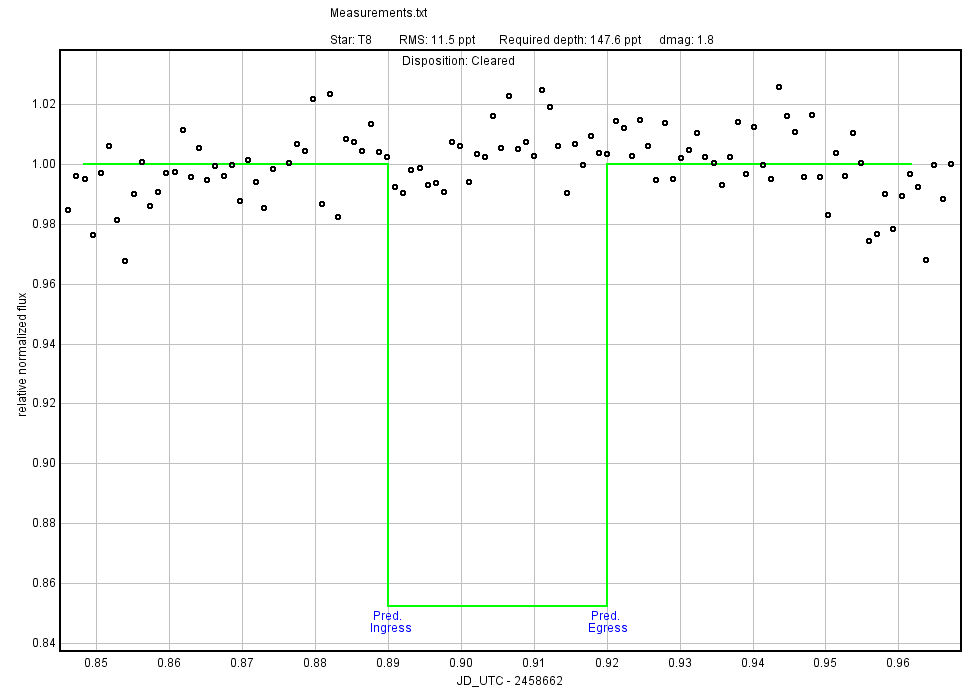 Measurements.txt
Star: T8 RMS: 11.5 ppt Required depth: 147.6 ppt dmag: 1.8
Disposition: Cleared
1.02
1.00
0.98
0.96
0.94
0.92
0.90
0.88
0.86
0.84
relative normalized flux
Pred. Ingress
Pred. Egress
0.85 0.86 0.87 0.88 0.89 0.90 0.91 0.92 0.93 0.94 0.95 0.96
JD_UTC - 2458662